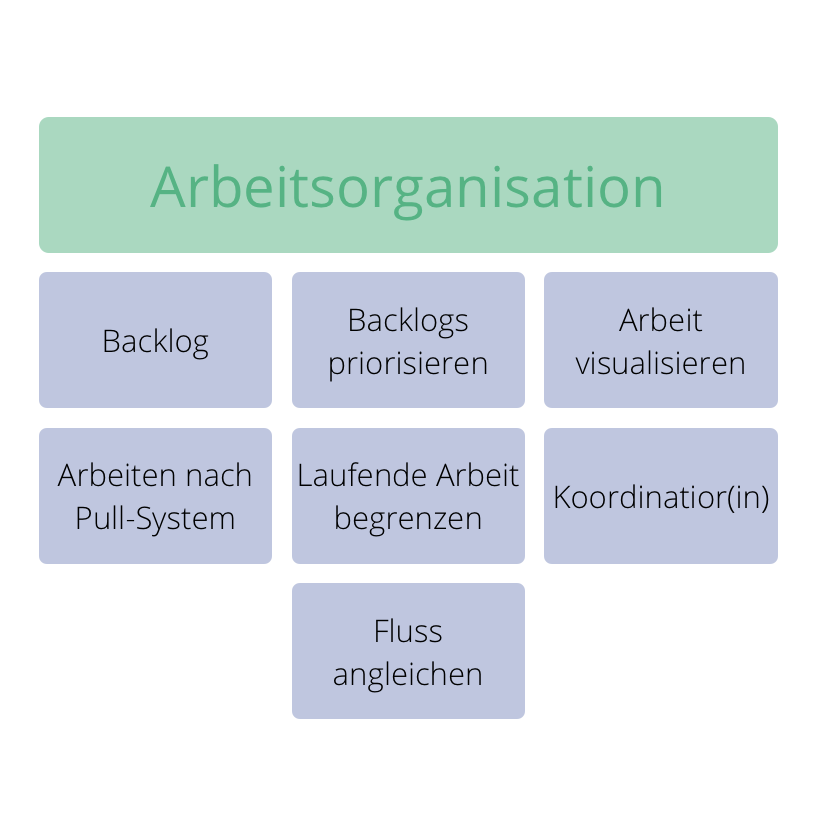 Arbeitsorganisation
Backlog
Backlogs
priorisieren
Arbeit
visualisieren
Arbeiten nach
Pull-System
Laufende Arbeit
begrenzen
Koordinatior(in)
Fluss
angleichen